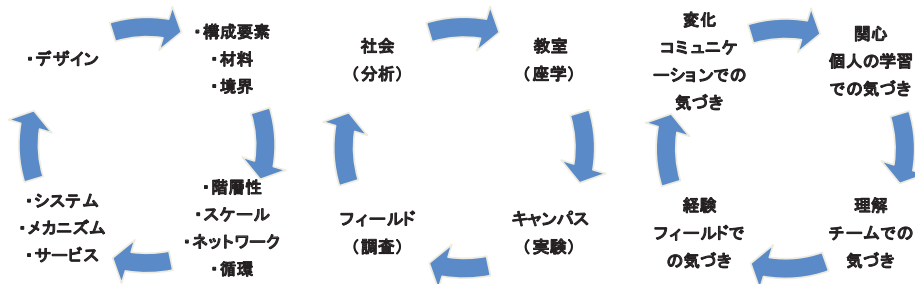 ・デザイン
・構成要素
・材料
・境界
・階層性
・スケール
・ネットワーク
・循環
・システム
・メカニズム
・サービス
社会
（分析）
教室
（座学）
キャンパス
（実験）
フィールド
（調査）
変化
コミュニケ
ーションでの
気づき
関心
個人の学習
での気づき
理解
チームでの
気づき
経験
フィールドで
の気づき